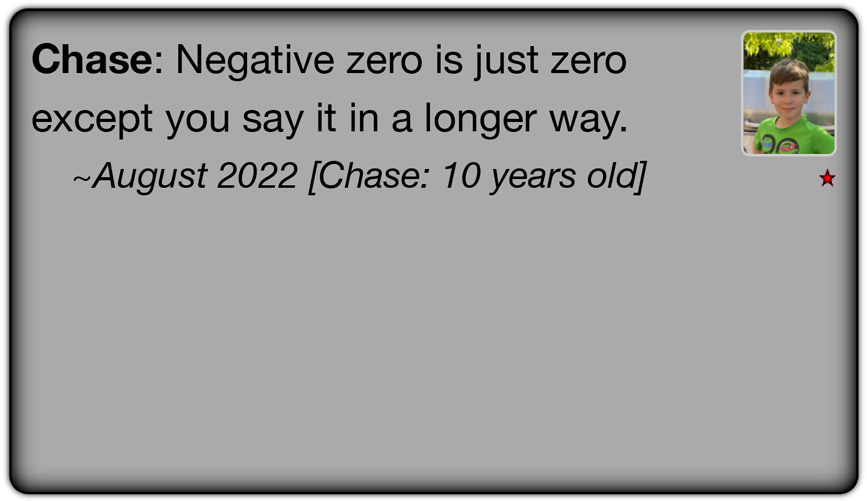 Chase: Negative zero is just zero
except you say it in a longer way.
~August 2022 [Chase: 10 years old]